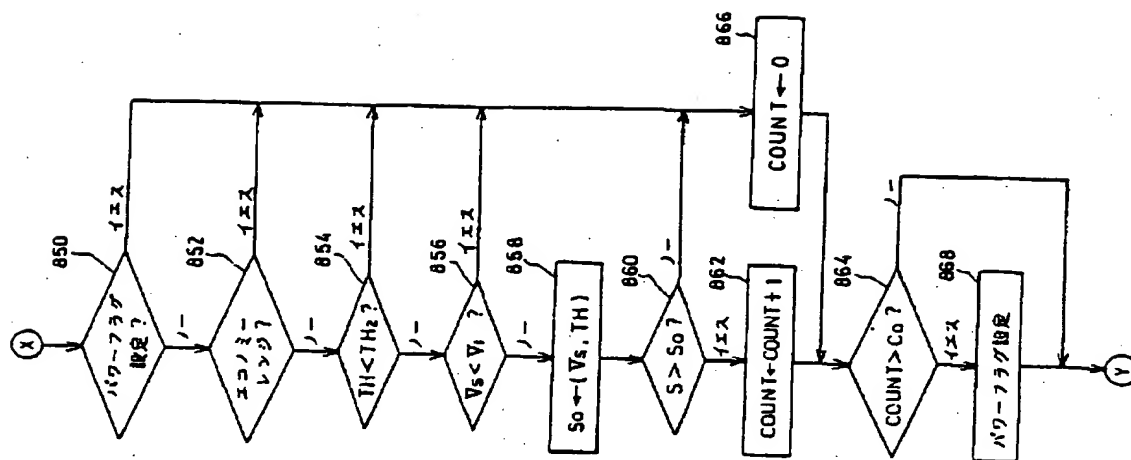 X
850
パワーフラグ
設定?
イエス
ノー
852
エコノミー
レンジ?
イエス
ノー
854
TH<TH2?
イエス
ノー
856
Vs<V1 ?
イエス
ノー
858
So←(Vs, TH)
860
S>So?
ノー
イエス
862
COUNT←COUNT+1
866
COUNT←0
864
COUNT>Co?
ノー
イエス
868
パワーフラグ設定
Y